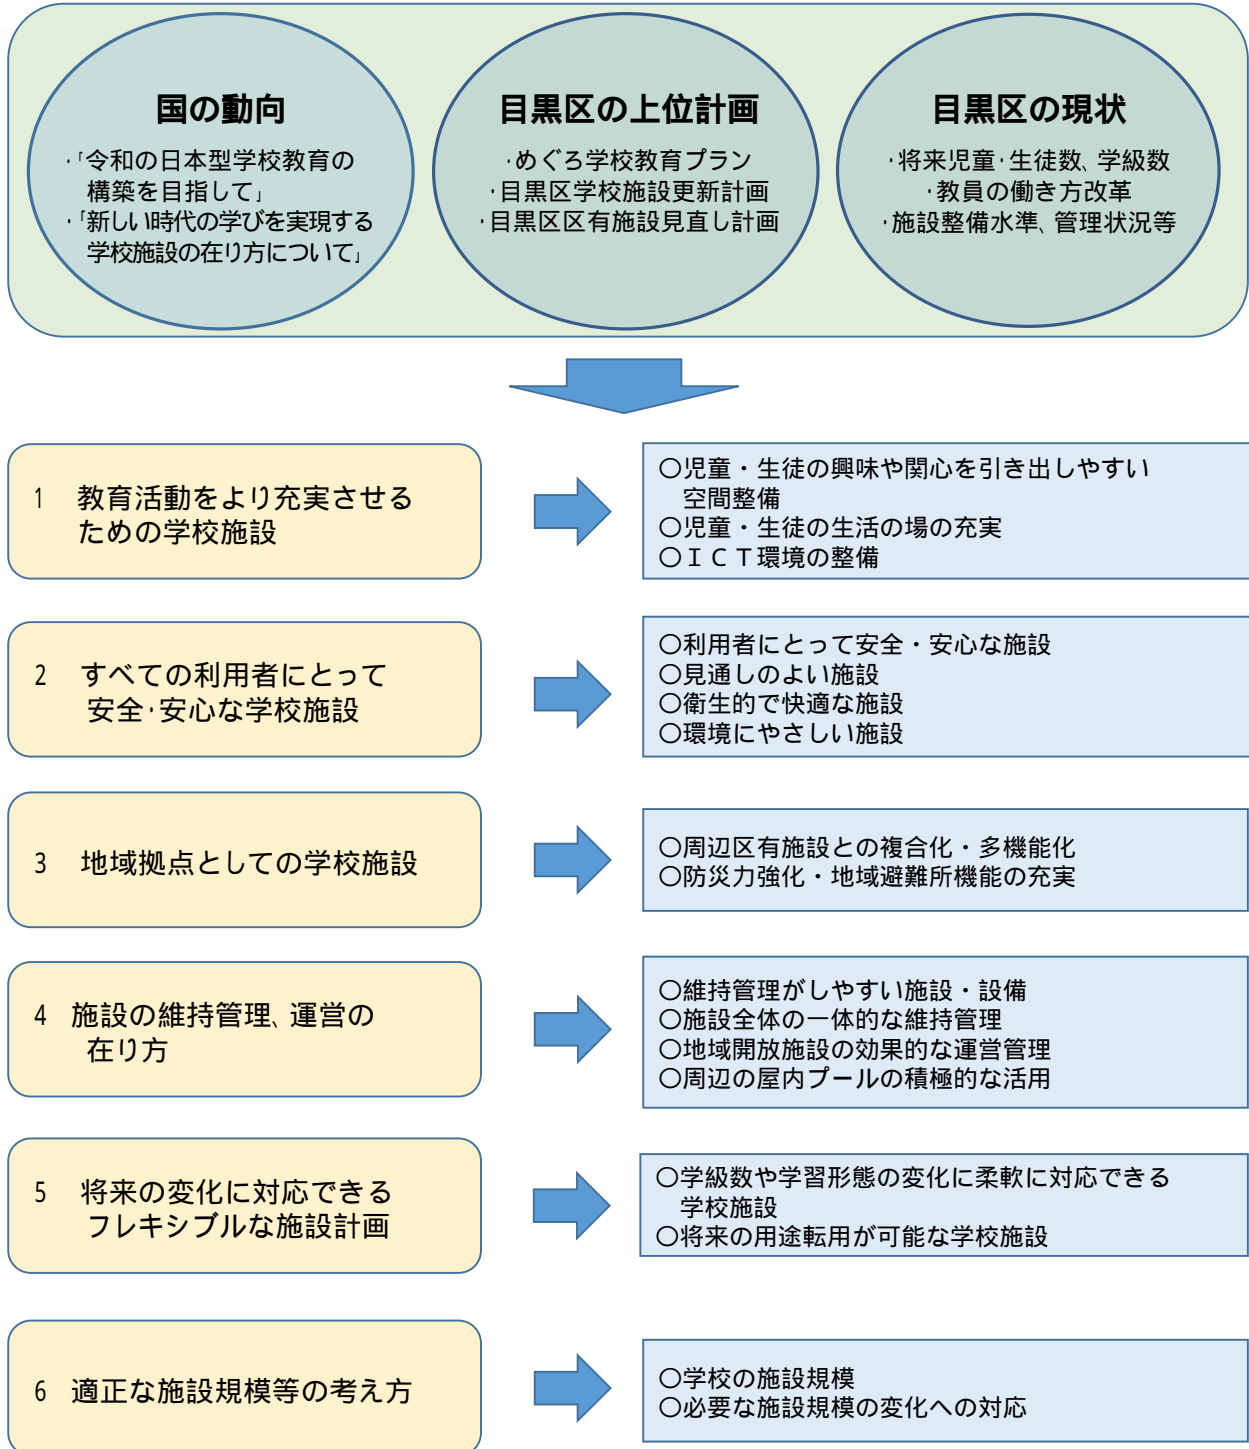 国の動向
・「令和の日本型学校教育の
構築を目指して」
・「新しい時代の学びを実現する
学校施設の在り方について」
目黒区の上位計画
・めぐろ学校教育プラン
・目黒区学校施設更新計画
・目黒区区有施設見直し計画
目黒区の現状
・将来児童・生徒数、学級数
・教員の働き方改革
・施設整備水準、管理状況等
1 教育活動をより充実させる
ための学校施設
〇児童・生徒の興味や関心を引き出しやすい
空間整備
〇児童・生徒の生活の場の充実
〇ＩＣＴ環境の整備
2 すべての利用者にとって
安全・安心な学校施設
〇利用者にとって安全・安心な施設
〇見通しのよい施設
〇衛生的で快適な施設
〇環境にやさしい施設
3 地域拠点としての学校施設
〇周辺区有施設との複合化・多機能化
〇防災力強化・地域避難所機能の充実
4 施設の維持管理、運営の
在り方
〇維持管理がしやすい施設・設備
〇施設全体の一体的な維持管理
〇地域開放施設の効果的な運営管理
〇周辺の屋内プールの積極的な活用
5 将来の変化に対応できる
フレキシブルな施設計画
〇学級数や学習形態の変化に柔軟に対応できる
学校施設
〇将来の用途転用が可能な学校施設
6 適正な施設規模等の考え方
〇学校の施設規模
〇必要な施設規模の変化への対応